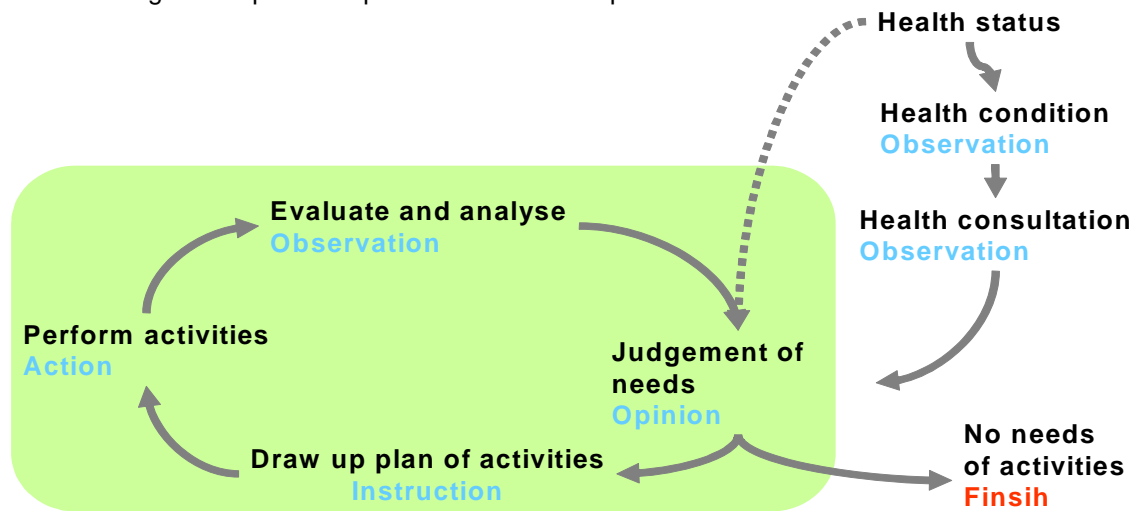 Health status
Health condition
Observation
Health consultation
Observation
Evaluate and analyse
Observation
Perform activities
Action
Judgement of
needs
Opinion
Draw up plan of activities
Instruction
No needs
of activities
Finsih